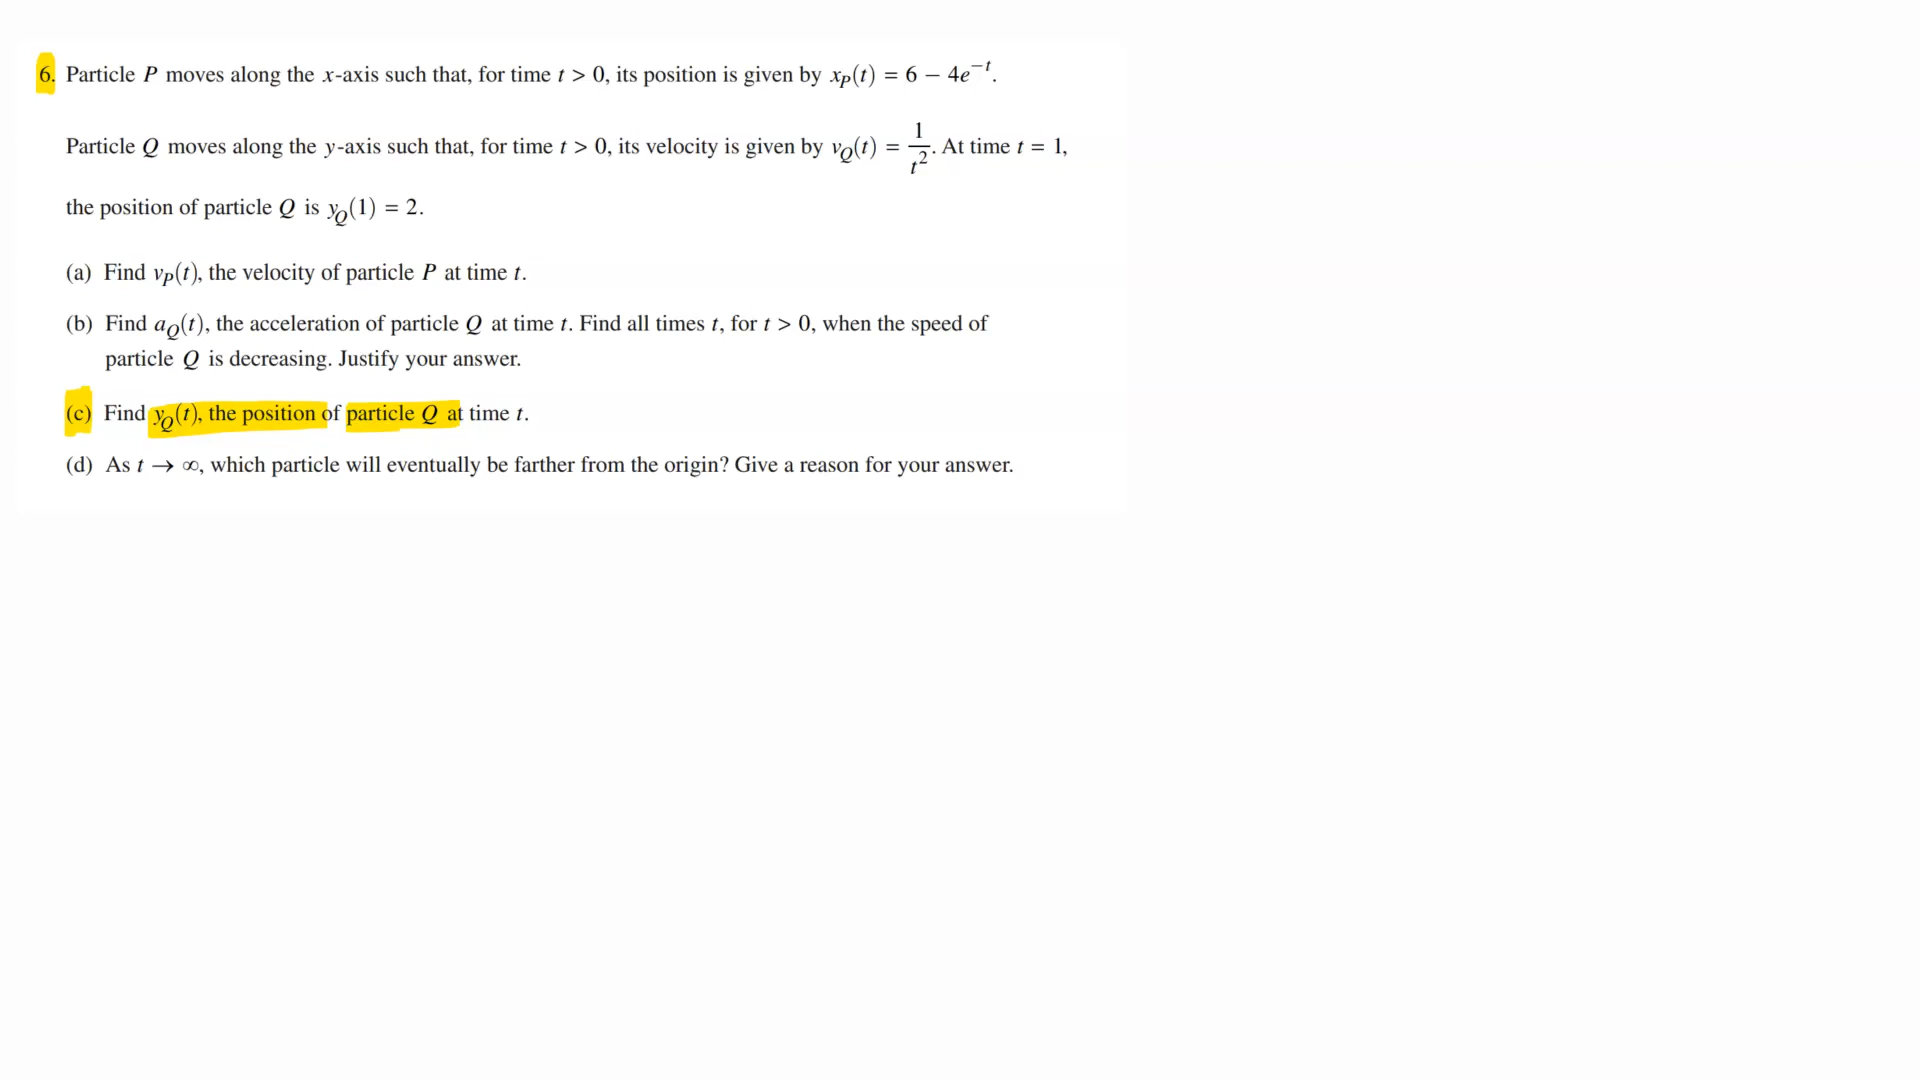 6. Particle P moves along the x-axis such that, for time t > 0, its position is given by x_P(t) = 6 − 4e^{−t}.
Particle Q moves along the y-axis such that, for time t > 0, its velocity is given by v_Q(t) = 1/t^2. At time t = 1,
the position of particle Q is y_Q(1) = 2.
(a) Find v_P(t), the velocity of particle P at time t.
(b) Find a_Q(t), the acceleration of particle Q at time t. Find all times t, for t > 0, when the speed of
particle Q is decreasing. Justify your answer.
(c) Find y_Q(t), the position of particle Q at time t.
(d) As t → ∞, which particle will eventually be farther from the origin? Give a reason for your answer.